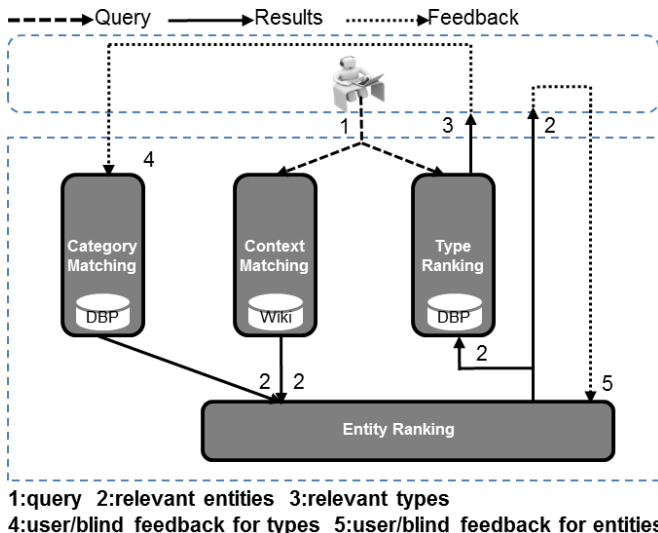 Query Results Feedback
1 3 2
4
Category Matching
Context Matching
Type Ranking
DBP Wiki DBP
2
2 2 5
Entity Ranking
1:query 2:relevant entities 3:relevant types
4:user/blind feedback for types 5:user/blind feedback for entities